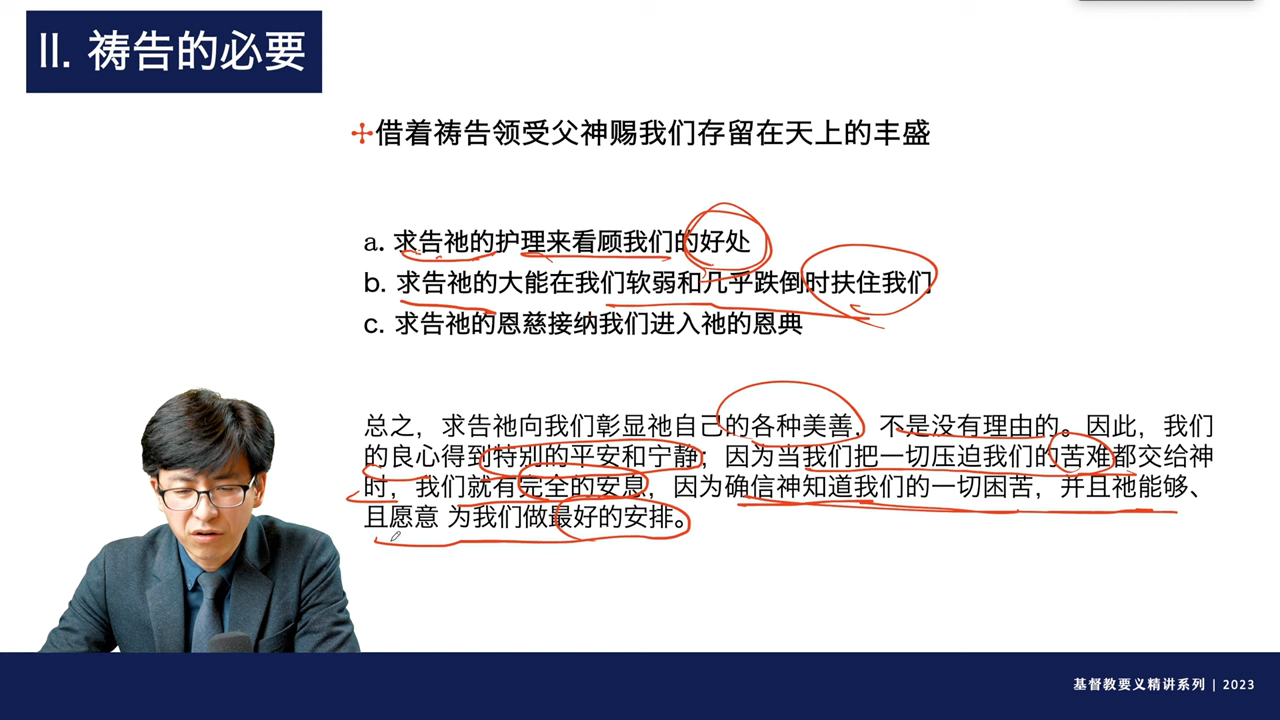 II. 祷告的必要
借着祷告领受父神赐我们存留在天上的丰盛
a. 求告祂的护理来看顾我们的好处
b. 求告祂的大能在我们软弱和几乎跌倒时扶住我们
c. 求告祂的恩慈接纳我们进入祂的恩典
总之，求告祂向我们彰显祂自己的各种美善，不是没有理由的。因此，我们
的良心得到特别的平安和宁静；因为当我们把一切压迫我们的苦难都交给神
时，我们就有完全的安息，因为确信神知道我们的一切困苦，并且祂能够、
且愿意 为我们做最好的安排。
基督教要义精讲系列 | 2023